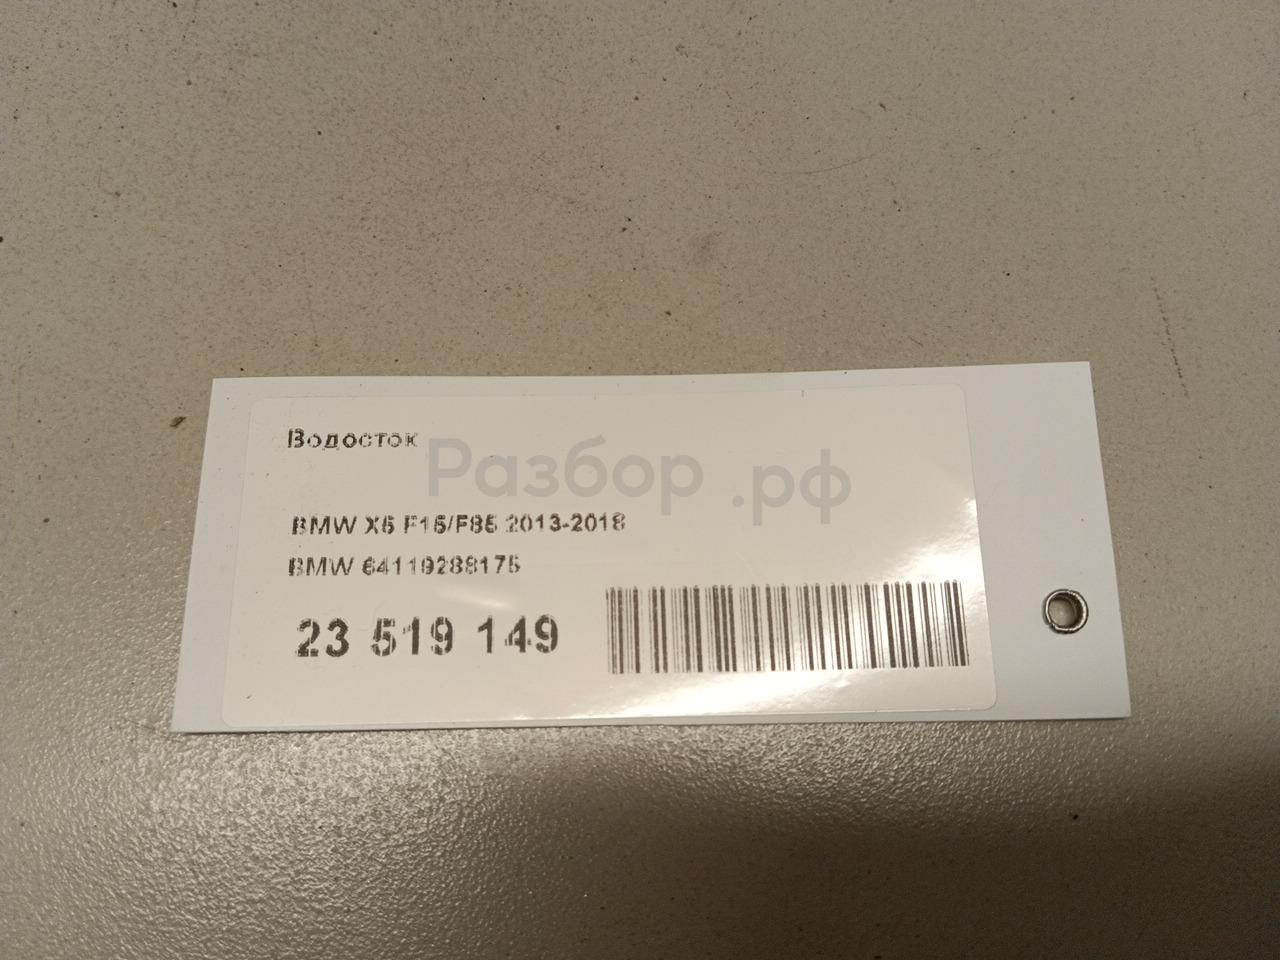 Водосток
Разбор.рф
BMW X5 F15/F85 2013-2018
BMW 64119288175
23 519 149